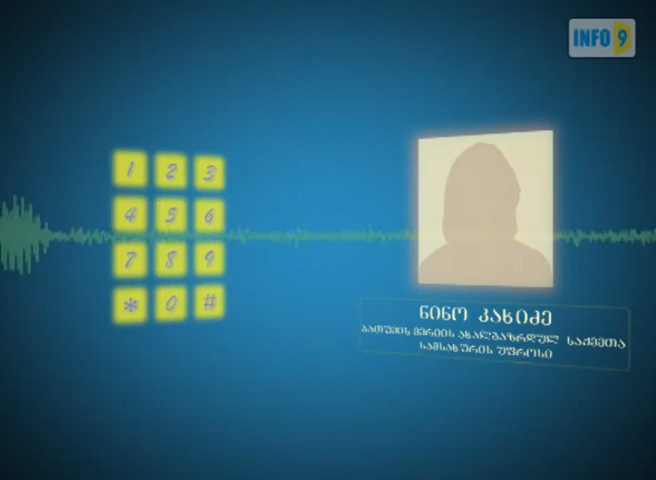 INFO 9
1 2 3
4 5 6
7 8 9
* 0 #
ნინო კახიძე
ბათუმის მერიის ახალგაზრდულ საქმეთა
სამსახურის უფროსი